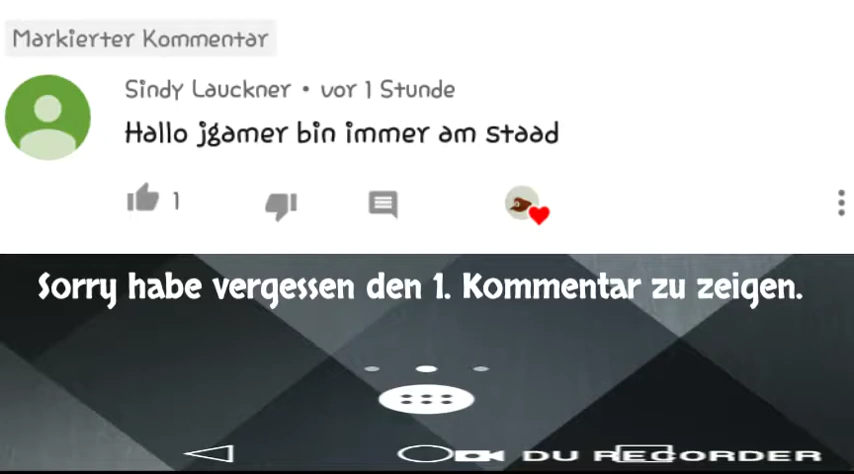 Markierter Kommentar
Sindy Lauckner • vor 1 Stunde
Hallo jgamer bin immer am staad
1
Sorry habe vergessen den 1. Kommentar zu zeigen.
DU RECORDER